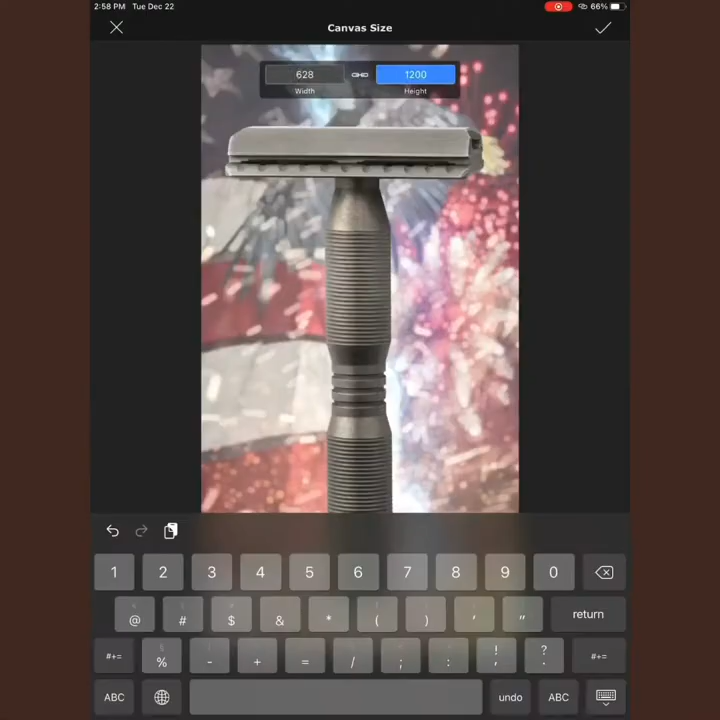 2:58 PM Tue Dec 22
66%
Canvas Size
628
1200
Width
Height
1 2 3 4 5 6 7 8 9 0
@ # $ & * ( ) ' "
return
#+= % - + = / ; : ! , ? . #+=
ABC
undo
ABC